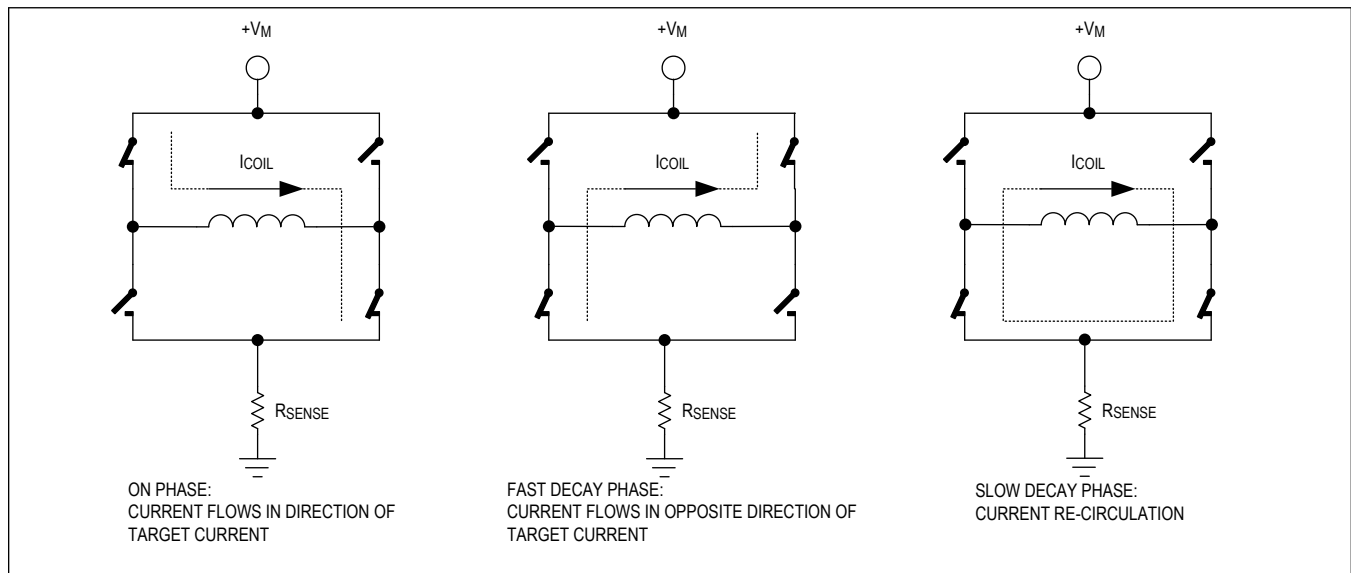 +VM
ICOIL
RSENSE
ON PHASE:
CURRENT FLOWS IN DIRECTION OF
TARGET CURRENT
+VM
ICOIL
RSENSE
FAST DECAY PHASE:
CURRENT FLOWS IN OPPOSITE DIRECTION OF
TARGET CURRENT
+VM
ICOIL
RSENSE
SLOW DECAY PHASE:
CURRENT RE-CIRCULATION